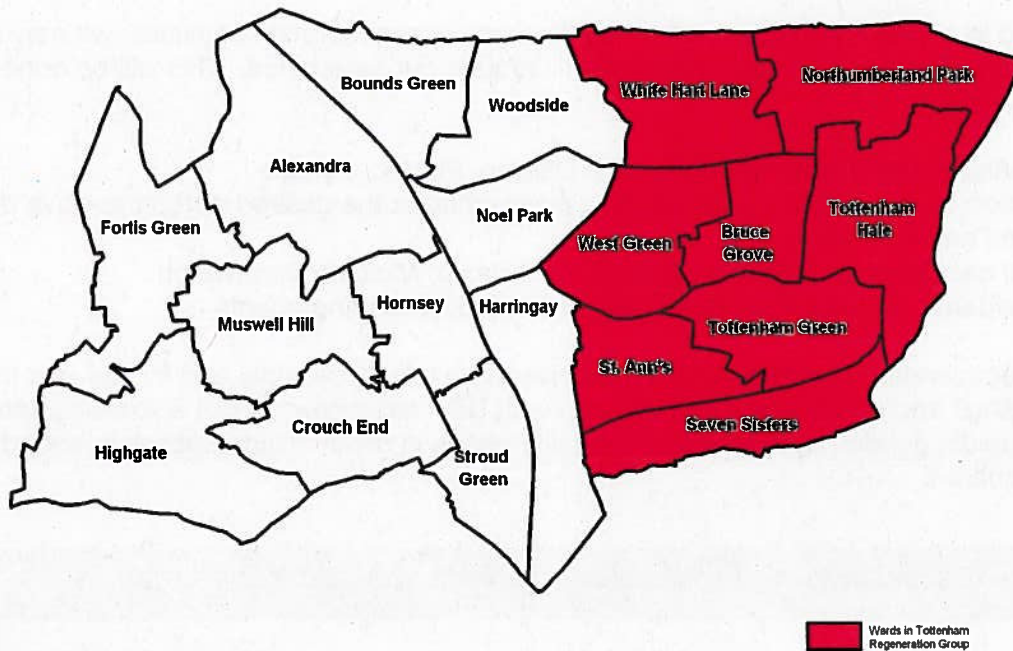 Bounds Green
Woodside
White Hart Lane
Northumberland Park
Alexandra
Fortis Green
Noel Park
West Green
Bruce
Grove
Tottenham
Hale
Hornsey
Harringay
Muswell Hill
Tottenham Green
St. Ann's
Crouch End
Seven Sisters
Highgate
Stroud
Green
Wards in Tottenham
Regeneration Group